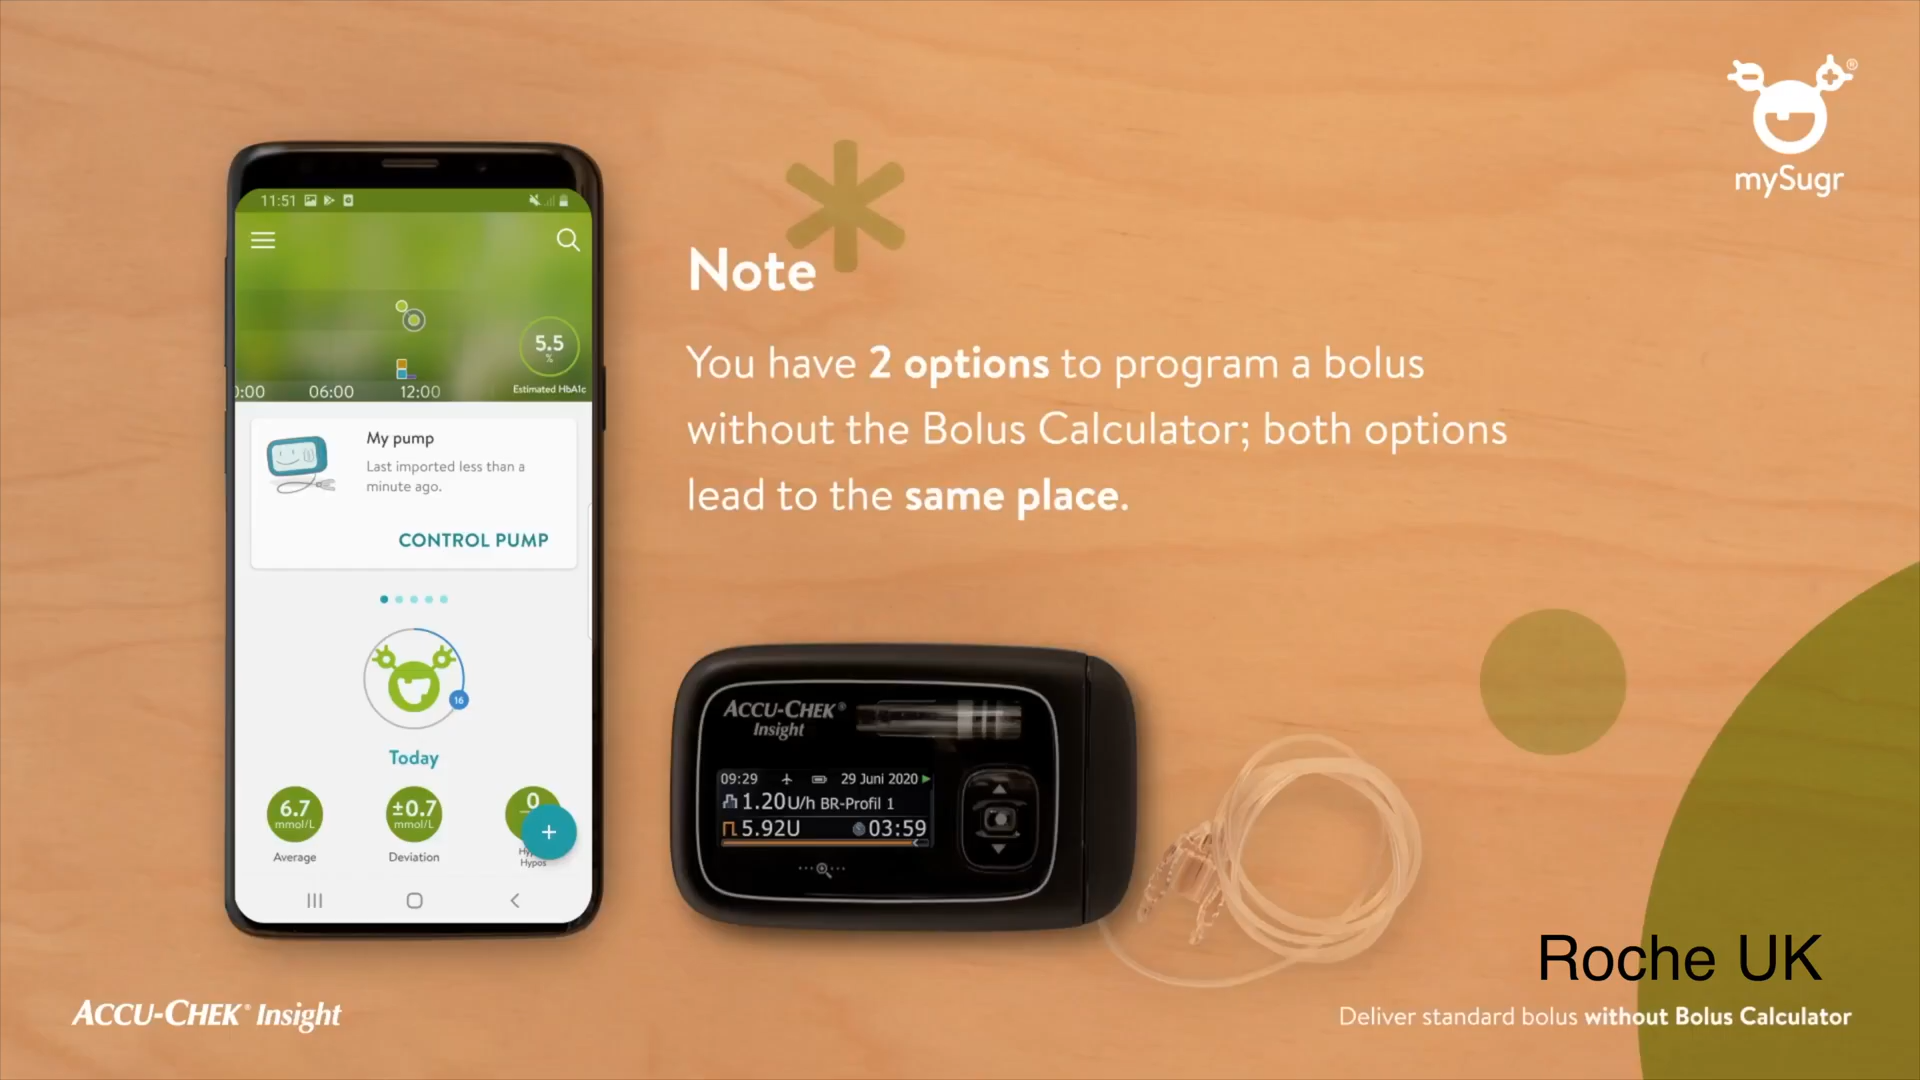 mySugr®
11:51
5.5
%
Estimated HbA1c
0:00 06:00 12:00
My pump
Last imported less than a
minute ago.
CONTROL PUMP
16
Today
6.7
mmol/L
Average
±0.7
mmol/L
Deviation
0
Hypos
Note
You have 2 options to program a bolus
without the Bolus Calculator; both options
lead to the same place.
ACCU-CHEK®
Insight
09:29 29 Juni 2020
1.20U/h BR-Profil 1
5.92U 03:59
Roche UK
ACCU-CHEK® Insight
Deliver standard bolus without Bolus Calculator